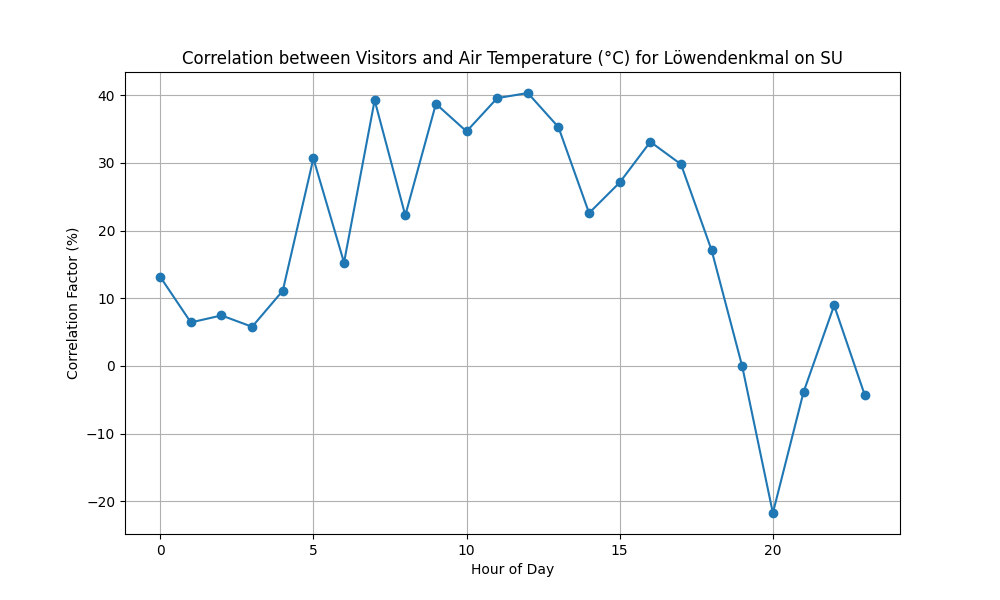 Correlation between Visitors and Air Temperature (°C) for Löwendenkmal on SU
Correlation Factor (%)
40
30
20
10
0
−10
−20
0 5 10 15 20
Hour of Day